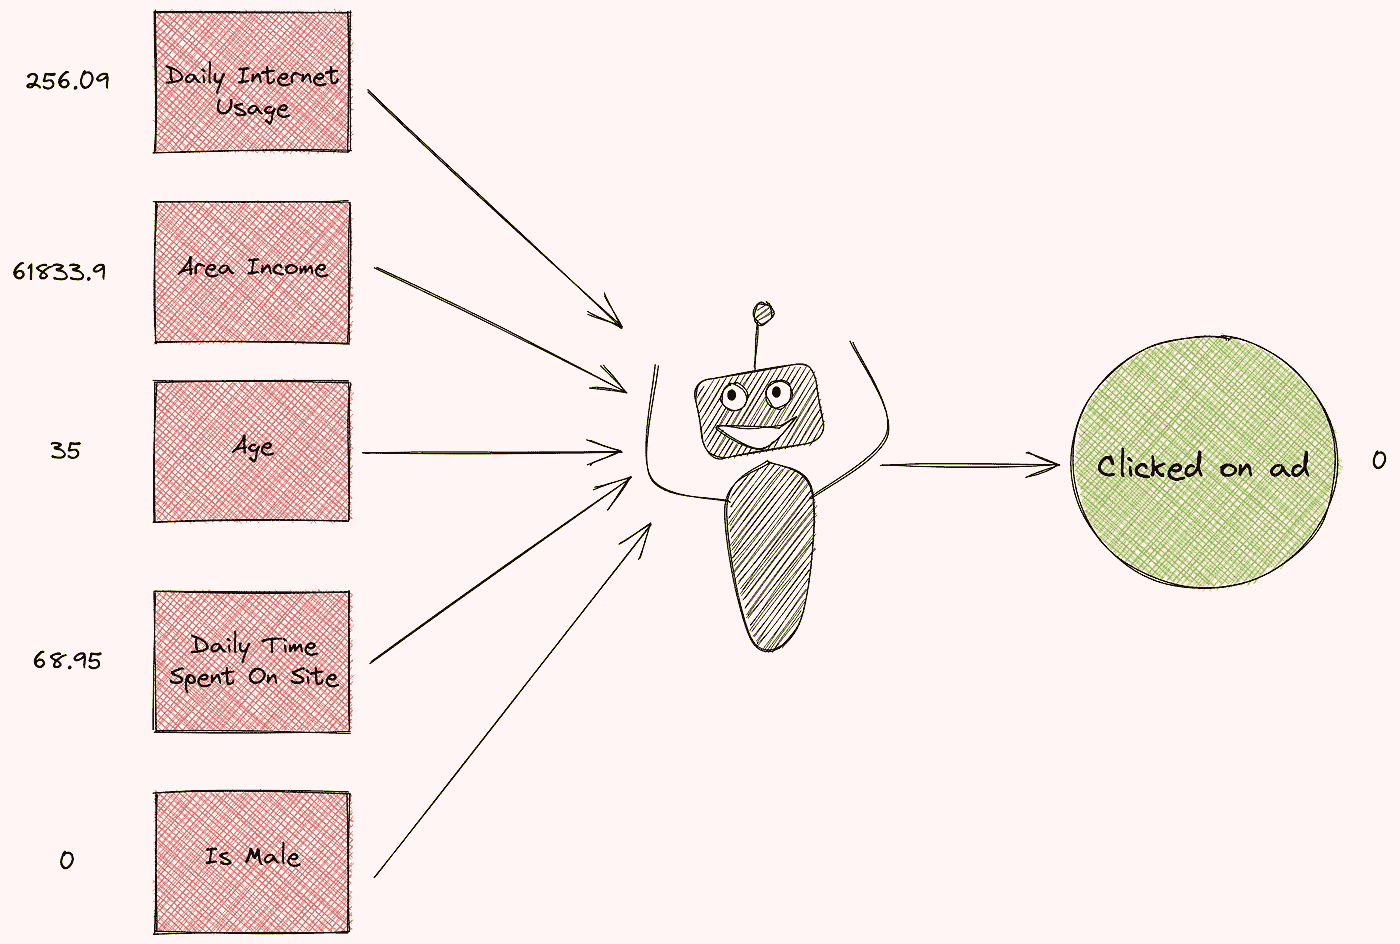 256.09
Daily Internet
Usage
61833.9
Area Income
35
Age
68.95
Daily Time
Spent On Site
0
Is Male
Clicked on ad
0